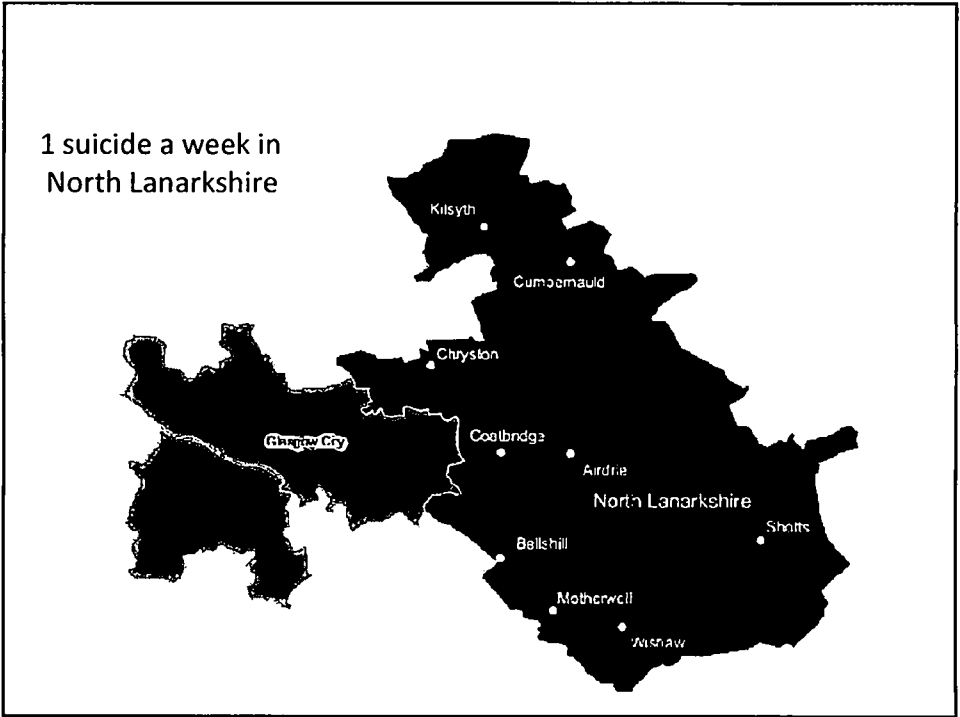 1 suicide a week in
North Lanarkshire
Kilsyth
Cumbernauld
Chryston
Glasgow City
Coatbridge
Airdrie
North Lanarkshire
Shotts
Bellshill
Motherwell
Wishaw